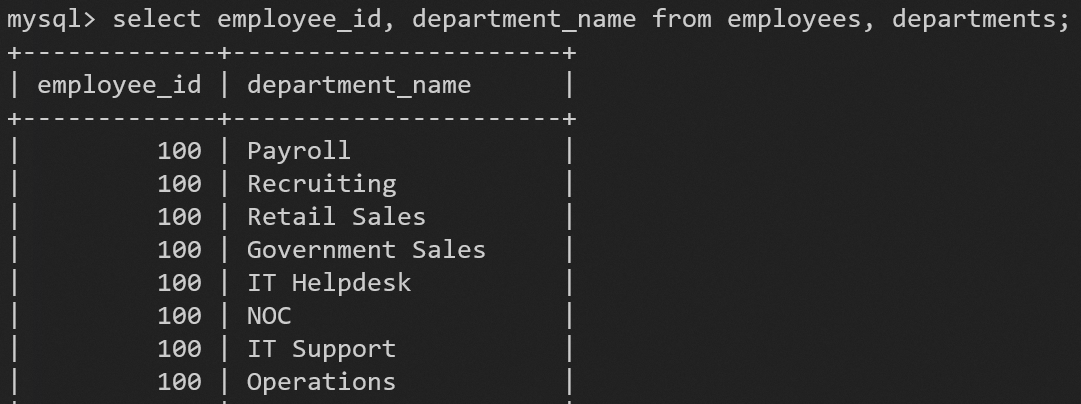 mysql> select employee_id, department_name from employees, departments;
+-------------+----------------------+
| employee_id | department_name      |
+-------------+----------------------+
|         100 | Payroll              |
|         100 | Recruiting           |
|         100 | Retail Sales         |
|         100 | Government Sales     |
|         100 | IT Helpdesk          |
|         100 | NOC                  |
|         100 | IT Support           |
|         100 | Operations           |